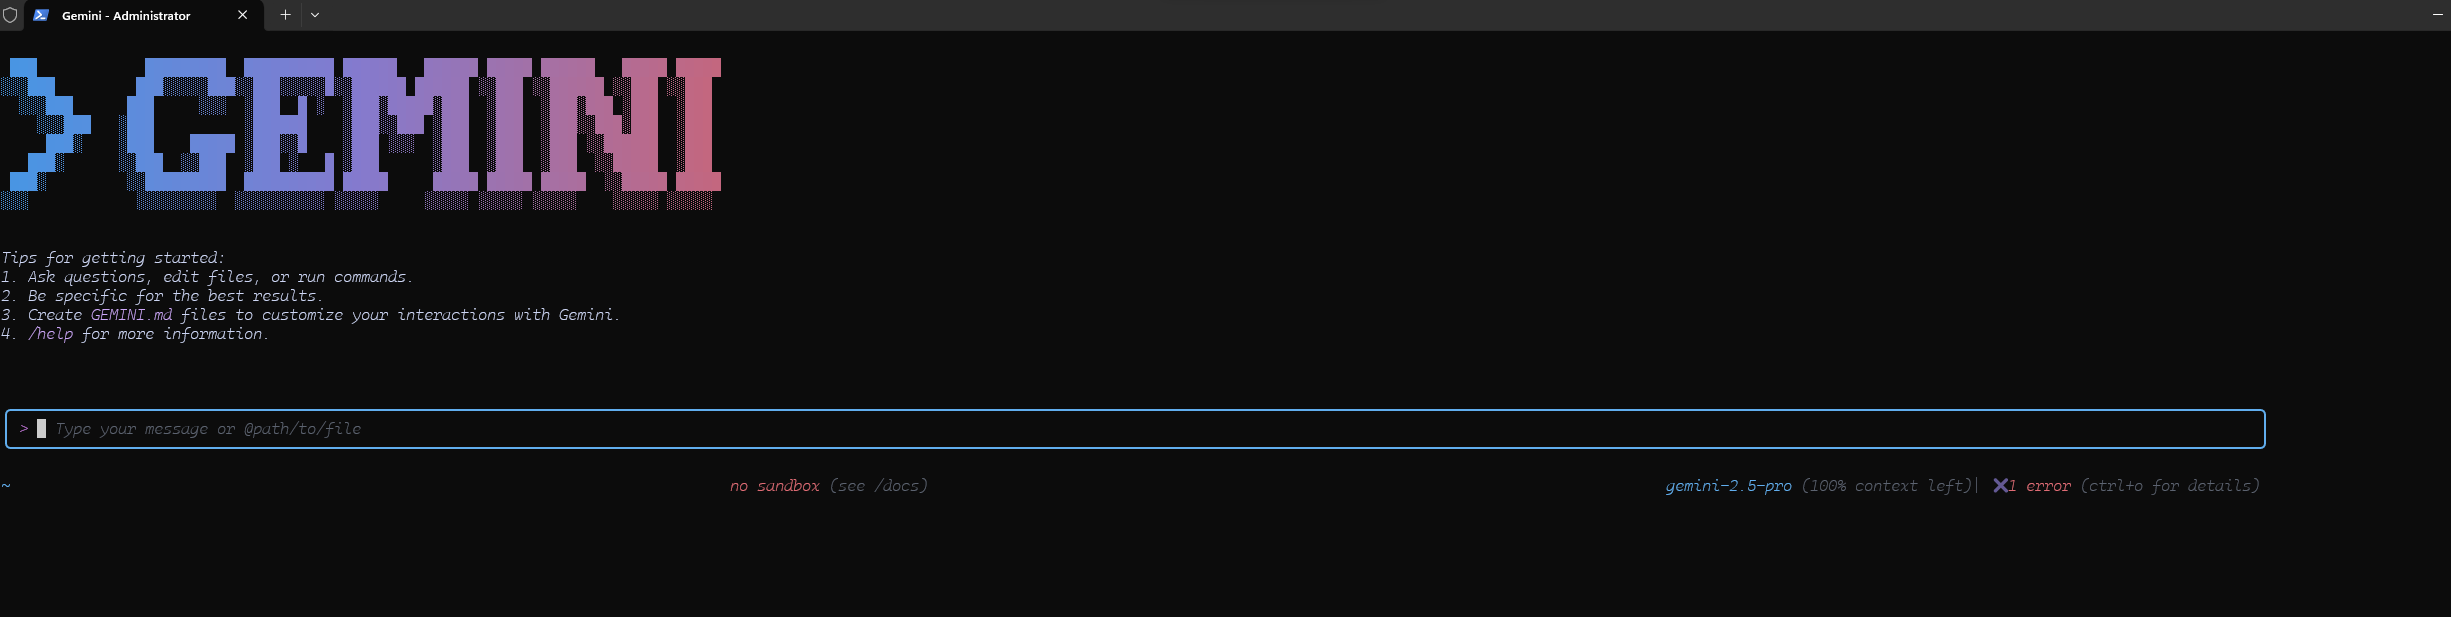 Gemini - Administrator
> GEMINI
Tips for getting started:
1. Ask questions, edit files, or run commands.
2. Be specific for the best results.
3. Create GEMINI.md files to customize your interactions with Gemini.
4. /help for more information.
> Type your message or @path/to/file
~ no sandbox (see /docs) gemini-2.5-pro (100% context left)| ✖1 error (ctrl+o for details)